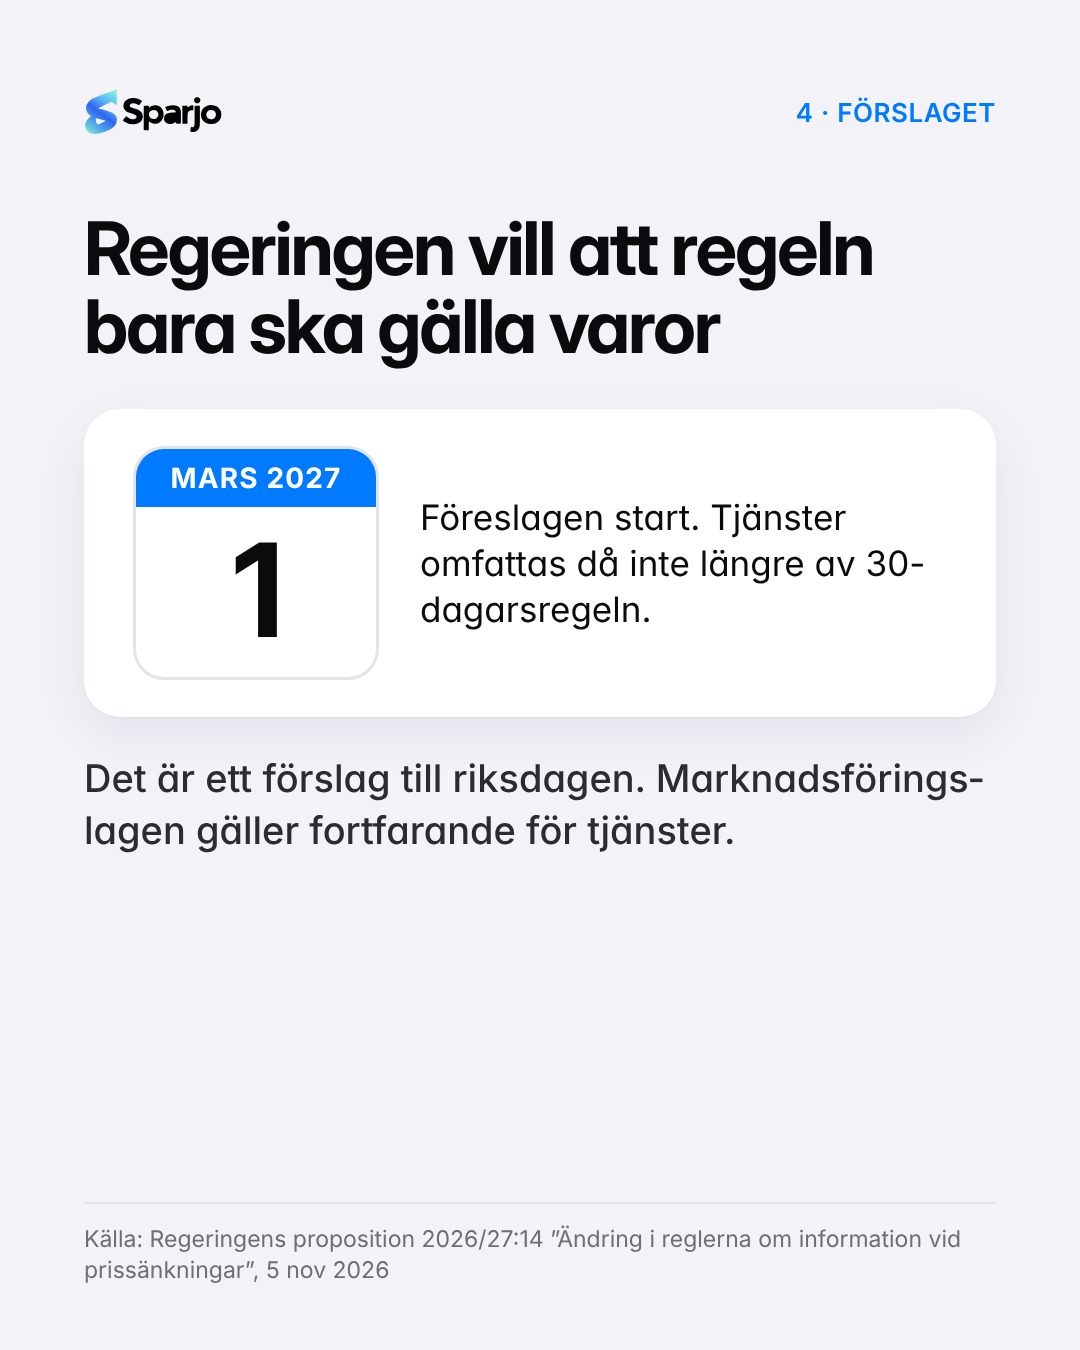 Sparjo
4 · FÖRSLAGET
Regeringen vill att regeln
bara ska gälla varor
MARS 2027
1
Föreslagen start. Tjänster
omfattas då inte längre av 30-
dagarsregeln.
Det är ett förslag till riksdagen. Marknadsförings-
lagen gäller fortfarande för tjänster.
Källa: Regeringens proposition 2026/27:14 ”Ändring i reglerna om information vid
prissänkningar”, 5 nov 2026